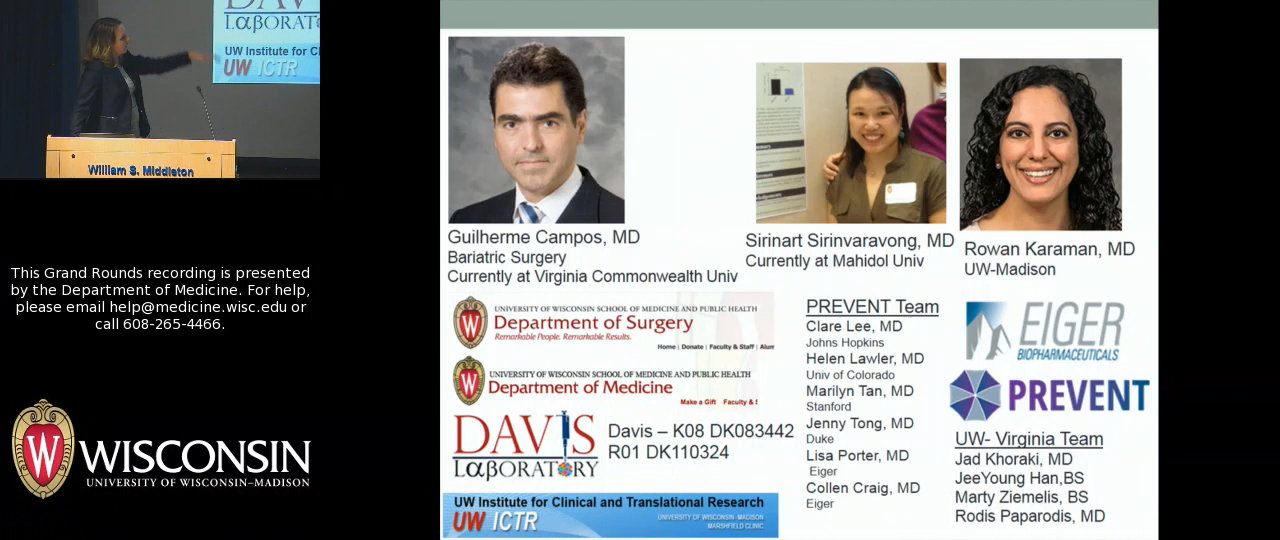 DAVIS
LαβORAT
UW Institute for Cl
UW ICTR
William S. Middleton
This Grand Rounds recording is presented
by the Department of Medicine. For help,
please email help@medicine.wisc.edu or
call 608-265-4466.
W
WISCONSIN
UNIVERSITY OF WISCONSIN–MADISON
Guilherme Campos, MD
Bariatric Surgery
Currently at Virginia Commonwealth Univ
Sirinart Sirinvaravong, MD
Currently at Mahidol Univ
Rowan Karaman, MD
UW-Madison
UNIVERSITY OF WISCONSIN SCHOOL OF MEDICINE AND PUBLIC HEALTH
Department of Surgery
Remarkable People. Remarkable Results.
Home | Donate | Faculty & Staff | Alum
UNIVERSITY OF WISCONSIN SCHOOL OF MEDICINE AND PUBLIC HEALTH
Department of Medicine
Make a Gift Faculty & S
DAVIS
LαβORATORY
Davis – K08 DK083442
R01 DK110324
UW Institute for Clinical and Translational Research
UW ICTR
UNIVERSITY OF WISCONSIN-MADISON
MARSHFIELD CLINIC
PREVENT Team
Clare Lee, MD
Johns Hopkins
Helen Lawler, MD
Univ of Colorado
Marilyn Tan, MD
Stanford
Jenny Tong, MD
Duke
Lisa Porter, MD
Eiger
Collen Craig, MD
Eiger
EIGER
BIOPHARMACEUTICALS
PREVENT
UW- Virginia Team
Jad Khoraki, MD
JeeYoung Han,BS
Marty Ziemelis, BS
Rodis Paparodis, MD